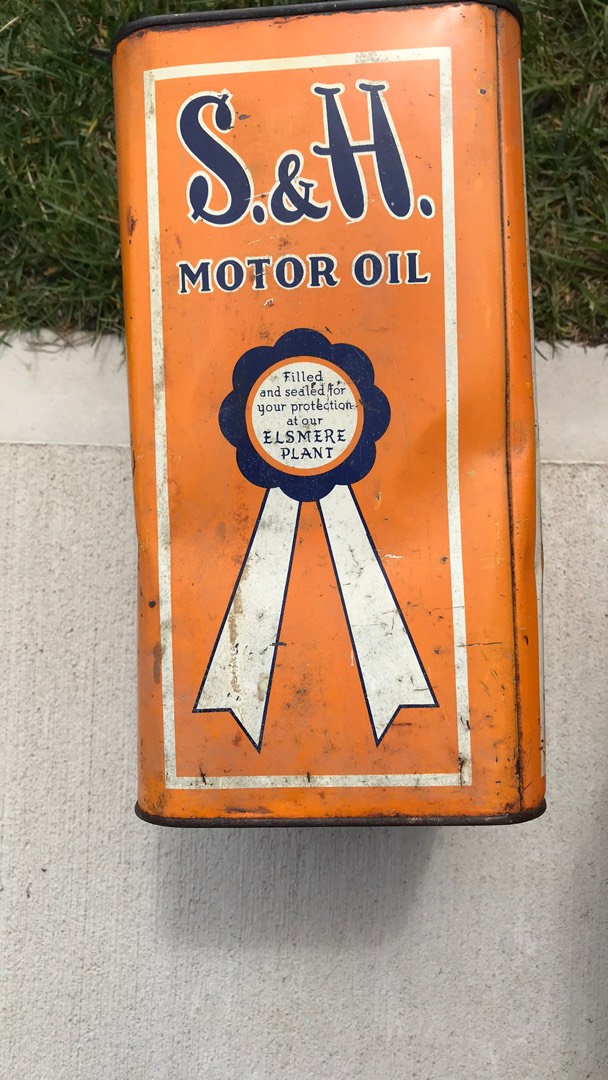 S.&H.
MOTOR OIL
Filled
and sealed for
your protection
at our
ELSMERE
PLANT